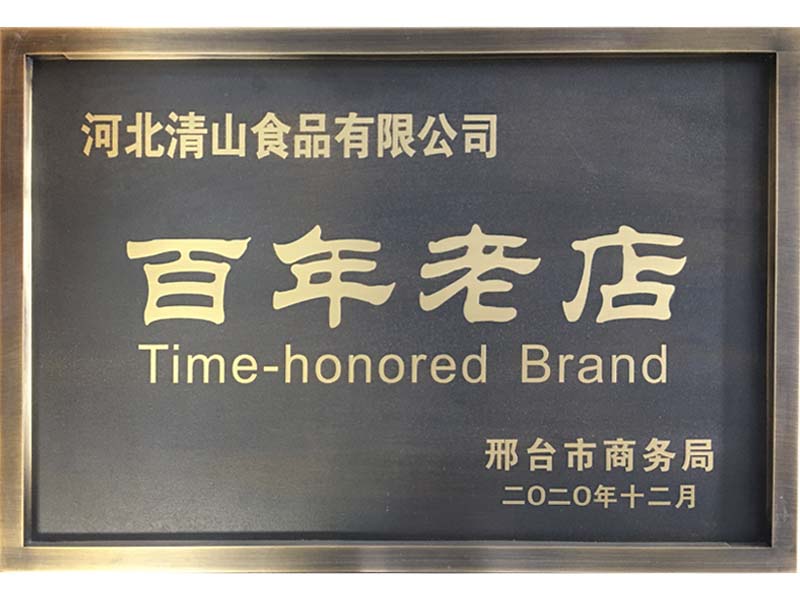 河北清山食品有限公司
百年老店
Time-honored Brand
邢台市商务局
二〇二〇年十二月